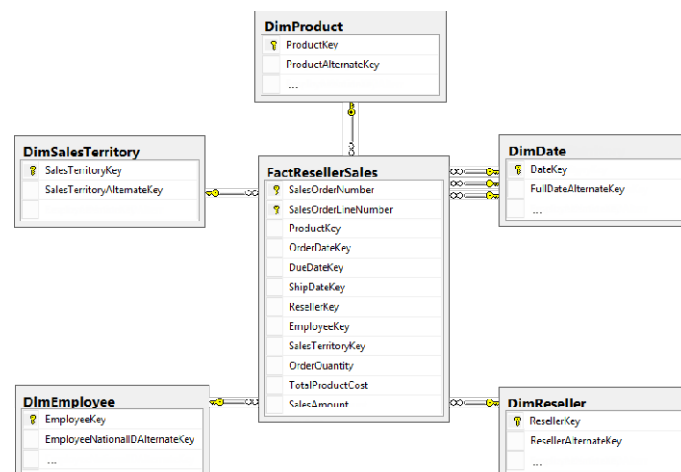 DimProduct
ProductKey
ProductAlternateKey
...
DimSalesTerritory
SalesTerritoryKey
SalesTerritoryAlternateKey
FactResellerSales
SalesOrderNumber
SalesOrderLineNumber
ProductKey
OrderDateKey
DueDateKey
ShipDateKey
ResellerKey
EmployeeKey
SalesTerritoryKey
OrderQuantity
TotalProductCost
SalesAmount
DimDate
DateKey
FullDateAlternateKey
...
DimEmployee
EmployeeKey
EmployeeNationalIDAlternateKey
...
DimReseller
ResellerKey
ResellerAlternateKey
...